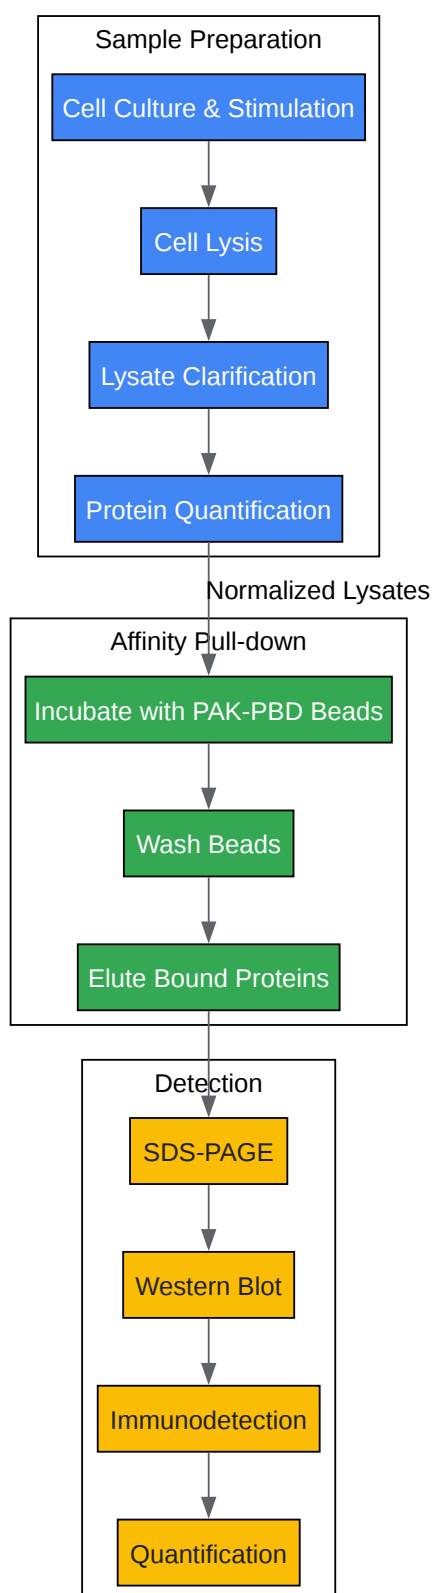 Sample Preparation
Cell Culture & Stimulation
Cell Lysis
Lysate Clarification
Protein Quantification
Normalized Lysates
Affinity Pull-down
Incubate with PAK-PBD Beads
Wash Beads
Elute Bound Proteins
Detection
SDS-PAGE
Western Blot
Immunodetection
Quantification